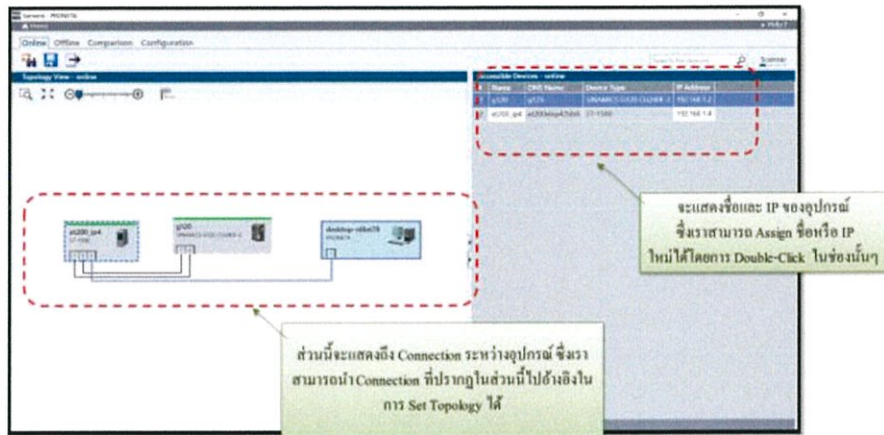 Siemens - PRONETA
Home
Online Offline Comparison Configuration
Topology View - online
Accessible Devices - online
# Name DNS Name Device Type IP Address
g120 g120 SINAMICS G120 CU240E-2 192.168.1.2
et200_ip4 S7-1500 192.168.1.4
et200_ip4
S7-1500
g120
SINAMICS G120 CU240E-2
PRONETA
จะแสดงชื่อและ IP ของอุปกรณ์
ซึ่งเราสามารถ Assign ชื่อหรือ IP
ใหม่ได้โดยการ Double-Click ในช่องนั้นๆ
ส่วนนี้จะแสดงถึง Connection ระหว่างอุปกรณ์ ซึ่งเรา
สามารถนำ Connection ที่ปรากฏในส่วนนี้ไปอ้างอิงใน
การ Set Topology ได้